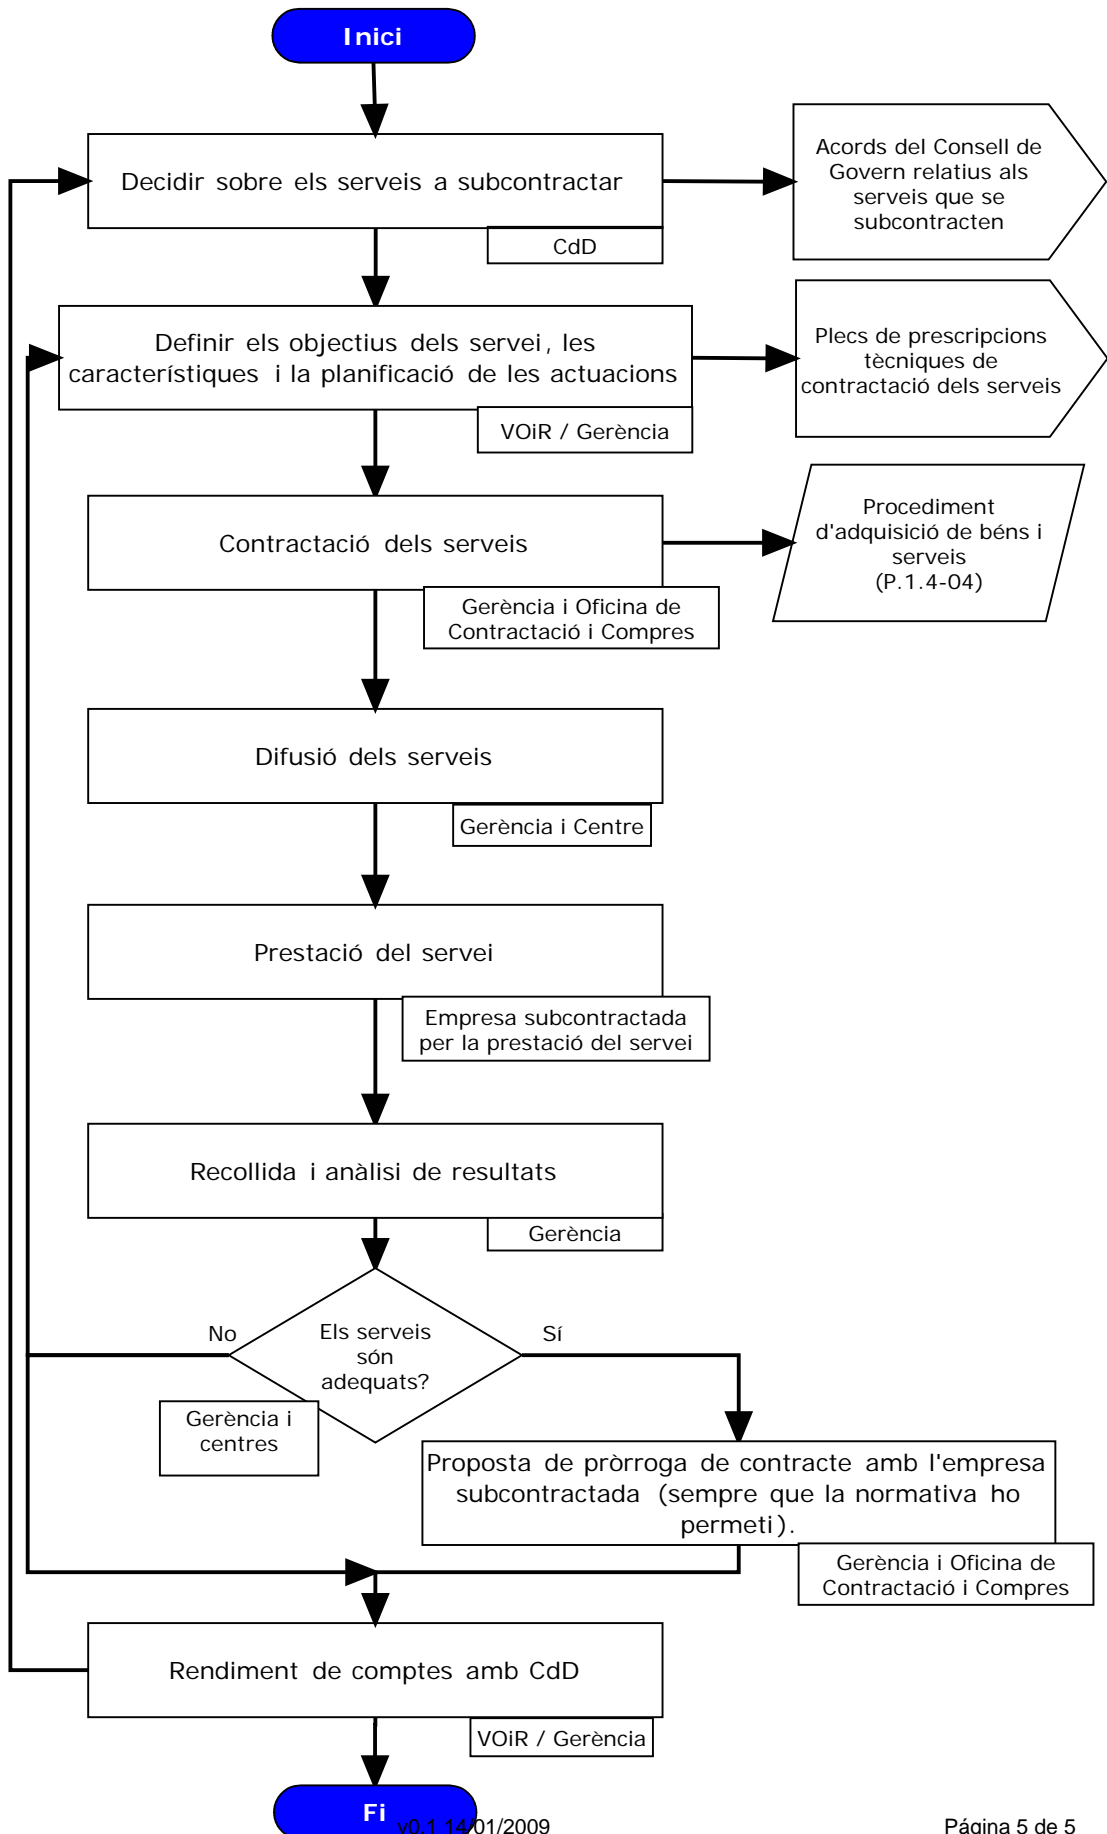 Inici
Decidir sobre els serveis a subcontractar
CdD
Acords del Consell de
Govern relatius als
serveis que se
subcontracten
Definir els objectius dels servei, les
característiques i la planificació de les actuacions
VOiR / Gerència
Plecs de prescripcions
tècniques de
contractació dels serveis
Contractació dels serveis
Gerència i Oficina de
Contractació i Compres
Procediment
d'adquisició de béns i
serveis
(P.1.4-04)
Difusió dels serveis
Gerència i Centre
Prestació del servei
Empresa subcontractada
per la prestació del servei
Recollida i anàlisi de resultats
Gerència
No
Els serveis
són
adequats?
Sí
Gerència i
centres
Proposta de pròrroga de contracte amb l'empresa
subcontractada (sempre que la normativa ho
permeti).
Gerència i Oficina de
Contractació i Compres
Rendiment de comptes amb CdD
VOiR / Gerència
Fi
v0.1 14/01/2009
Página 5 de 5